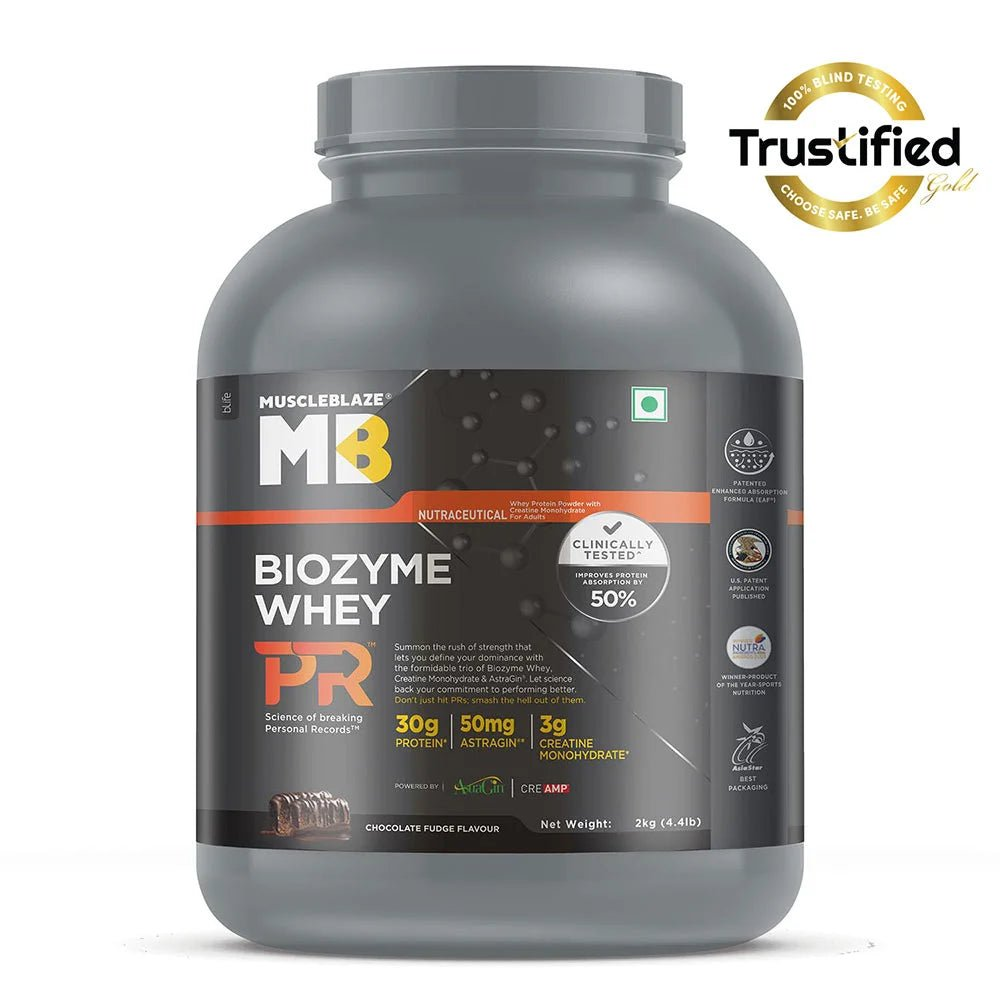 100% BLIND TESTING
Trustified
Gold
CHOOSE SAFE. BE SAFE
bLife
MUSCLEBLAZE®
MB
NUTRACEUTICAL
Whey Protein Powder with
Creatine Monohydrate
For Adults
CLINICALLY
TESTED^
IMPROVES PROTEIN
ABSORPTION BY
50%
BIOZYME
WHEY
PR™
Science of breaking
Personal Records™
Summon the rush of strength that
lets you define your dominance with
the formidable trio of Biozyme Whey,
Creatine Monohydrate & AstraGin®. Let science
back your commitment to performing better.
Don't just hit PRs; smash the hell out of them.
30g
PROTEIN*
50mg
ASTRAGIN®*
3g
CREATINE
MONOHYDRATE*
POWERED BY
AstraGin
CREAMP
CHOCOLATE FUDGE FLAVOUR
Net Weight: 2kg (4.4lb)
PATENTED
ENHANCED ABSORPTION
FORMULA (EAF®)
U.S. PATENT
APPLICATION
PUBLISHED
NUTRA
WINNER-PRODUCT
OF THE YEAR-SPORTS
NUTRITION
AsiaStar
BEST
PACKAGING